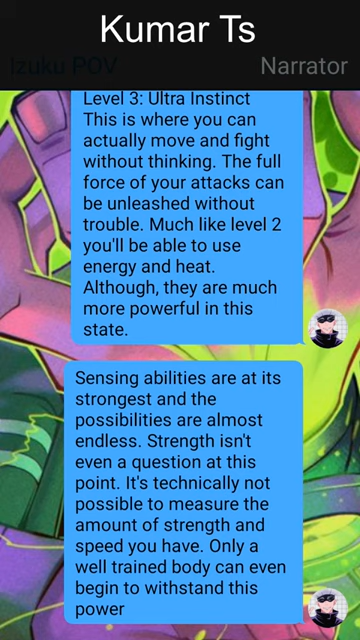 Kumar Ts
Izuku POV
Narrator
Level 3: Ultra Instinct
This is where you can
actually move and fight
without thinking. The full
force of your attacks can
be unleashed without
trouble. Much like level 2
you'll be able to use
energy and heat.
Although, they are much
more powerful in this
state.
Sensing abilities are at its
strongest and the
possibilities are almost
endless. Strength isn't
even a question at this
point. It's technically not
possible to measure the
amount of strength and
speed you have. Only a
well trained body can even
begin to withstand this
power